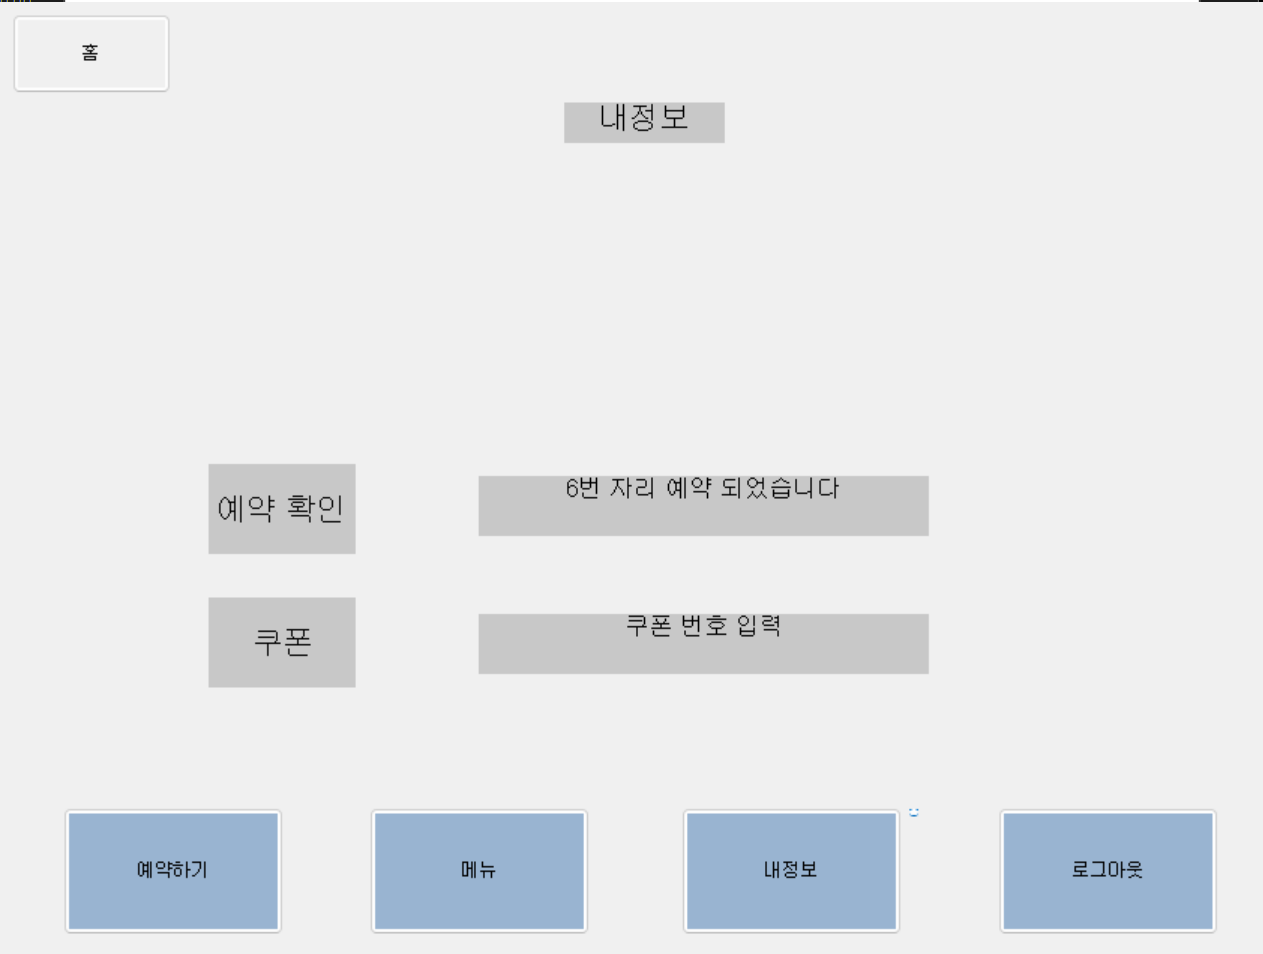 홈
내정보
예약 확인
6번 자리 예약 되었습니다
쿠폰
쿠폰 번호 입력
예약하기
메뉴
내정보
로그아웃